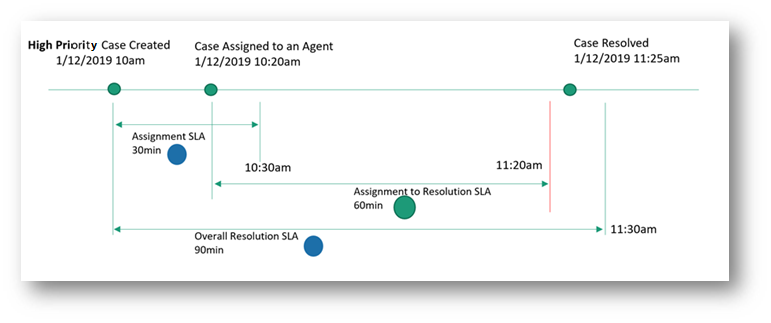 High Priority Case Created
1/12/2019 10am
Case Assigned to an Agent
1/12/2019 10:20am
Case Resolved
1/12/2019 11:25am
Assignment SLA
30min
10:30am
11:20am
Assignment to Resolution SLA
60min
Overall Resolution SLA
90min
11:30am